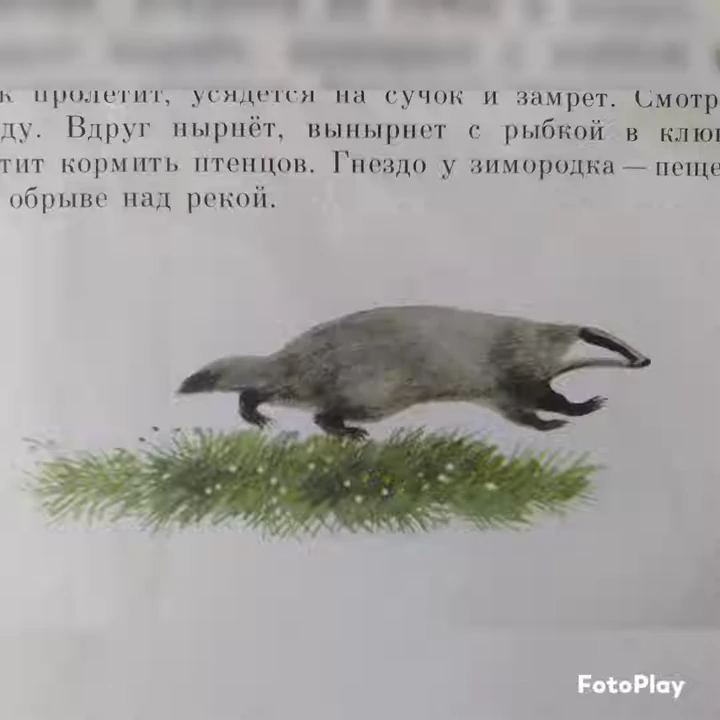 к пролетит, усядется на сучок и замрет. Смотр
ду. Вдруг нырнёт, вынырнет с рыбкой в клюв
тит кормить птенцов. Гнездо у зимородка — пеще
обрыве над рекой.
FotoPlay